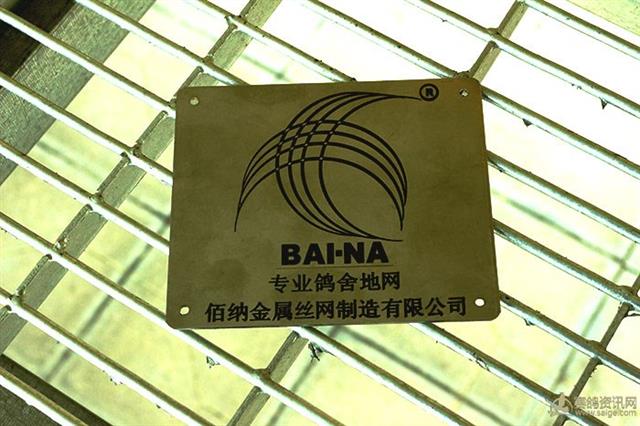 ®
BAI-NA
专业鸽舍地网
佰纳金属丝网制造有限公司
赛鸽资讯网
www.saige.com